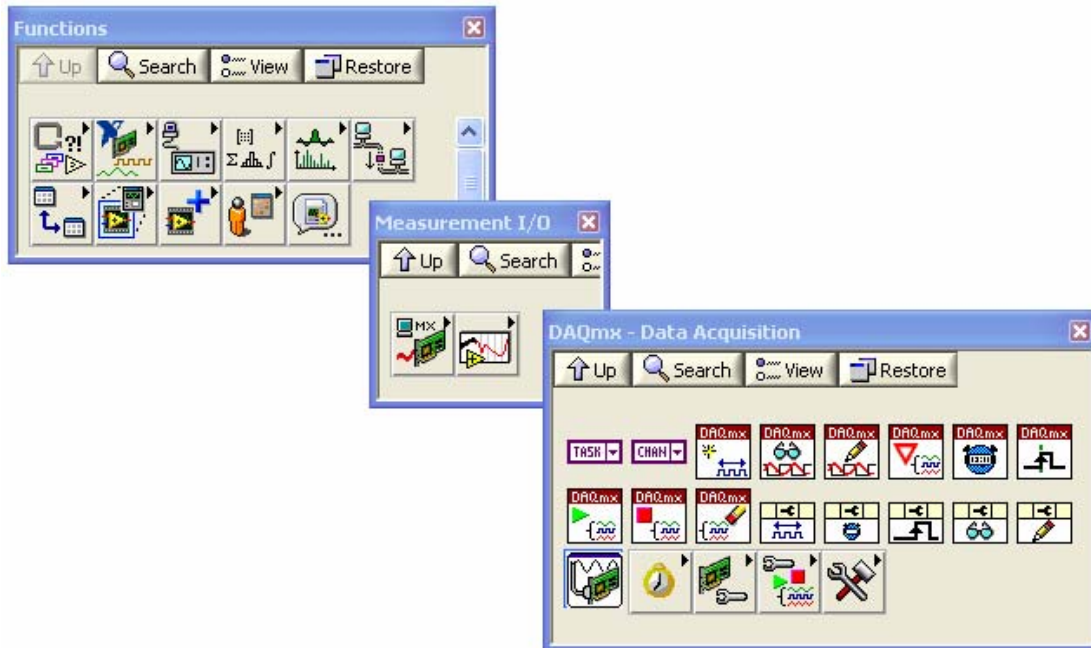 Functions
Up Search View Restore
?!
Σ ∫
...
Measurement I/O
Up Search
MX
DAQmx - Data Acquisition
Up Search View Restore
TASK CHAN DAQmx DAQmx DAQmx DAQmx DAQmx DAQmx
DAQmx DAQmx DAQmx